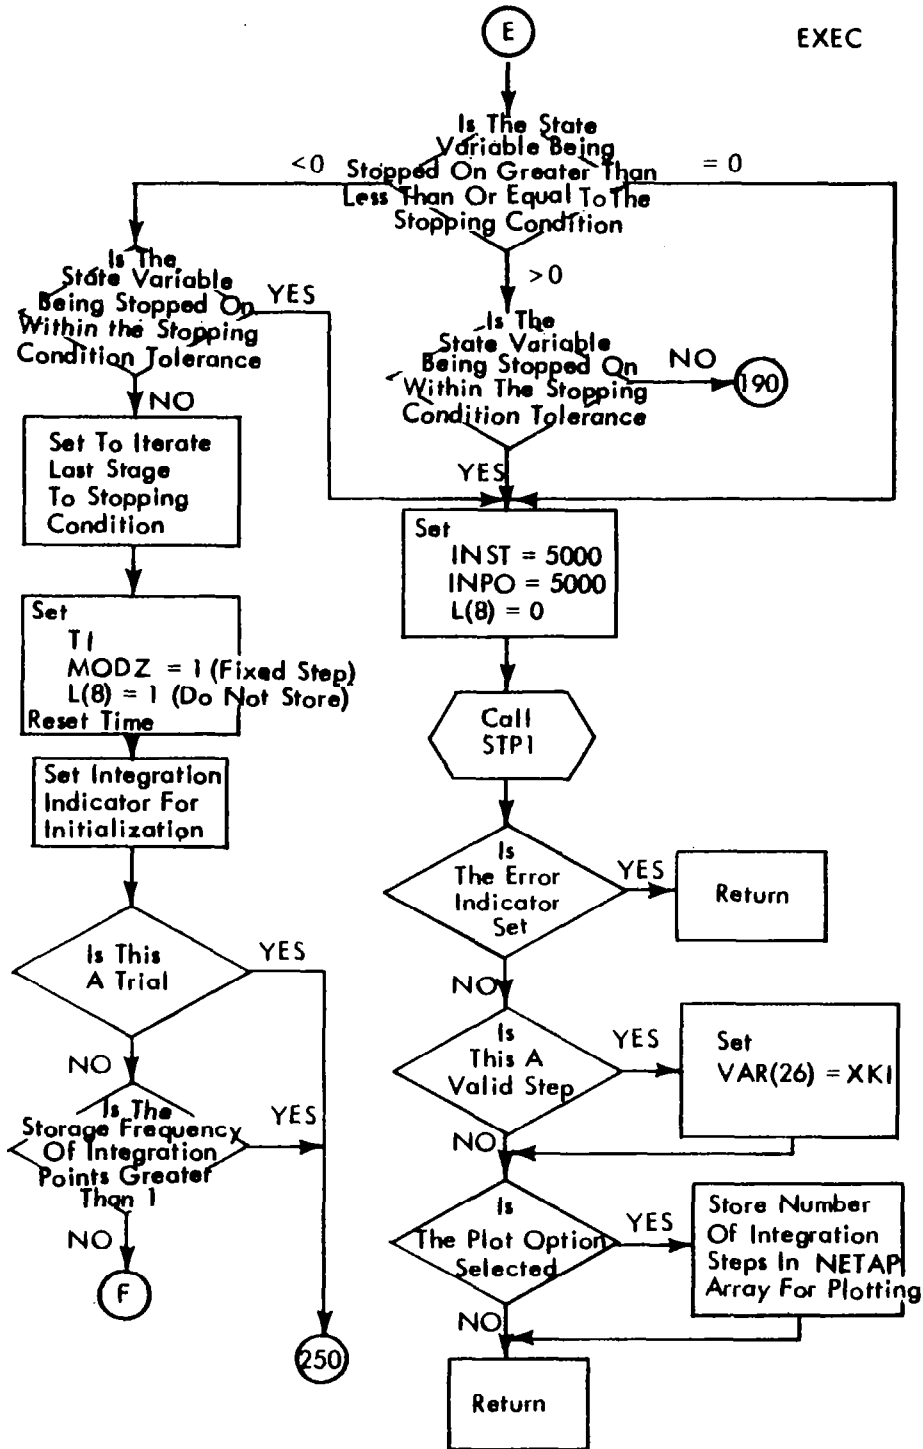 E
EXEC
Is The State
Variable Being
Stopped On Greater Than
Less Than Or Equal To The
Stopping Condition
<0
= 0
>0
Is The
State Variable
Being Stopped On
Within the Stopping
Condition Tolerance
YES
NO
Is The
State Variable
Being Stopped On
Within The Stopping
Condition Tolerance
NO
190
YES
Set To Iterate
Last Stage
To Stopping
Condition
Set
INST = 5000
INPO = 5000
L(8) = 0
Set
T1
MODZ = 1 (Fixed Step)
L(8) = 1 (Do Not Store)
Reset Time
Call
STP1
Set Integration
Indicator For
Initialization
Is
The Error
Indicator
Set
YES
Return
NO
Is This
A Trial
YES
NO
Is
This A
Valid Step
YES
Set
VAR(26) = XK1
NO
Is The
Storage Frequency
Of Integration
Points Greater
Than 1
YES
NO
F
250
Is
The Plot Option
Selected
YES
Store Number
Of Integration
Steps In NETAP
Array For Plotting
NO
Return